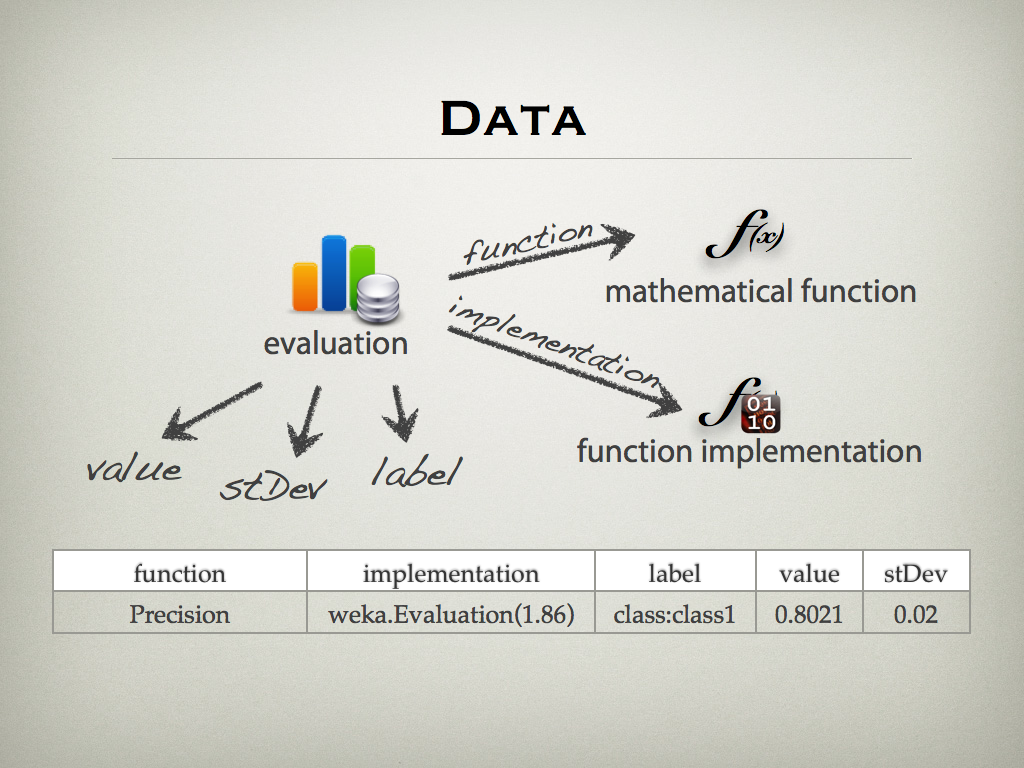 DATA
function
f(x)
mathematical function
implementation
evaluation
f
01
10
function implementation
value
stDev
label
function implementation label value stDev
Precision weka.Evaluation(1.86) class:class1 0.8021 0.02